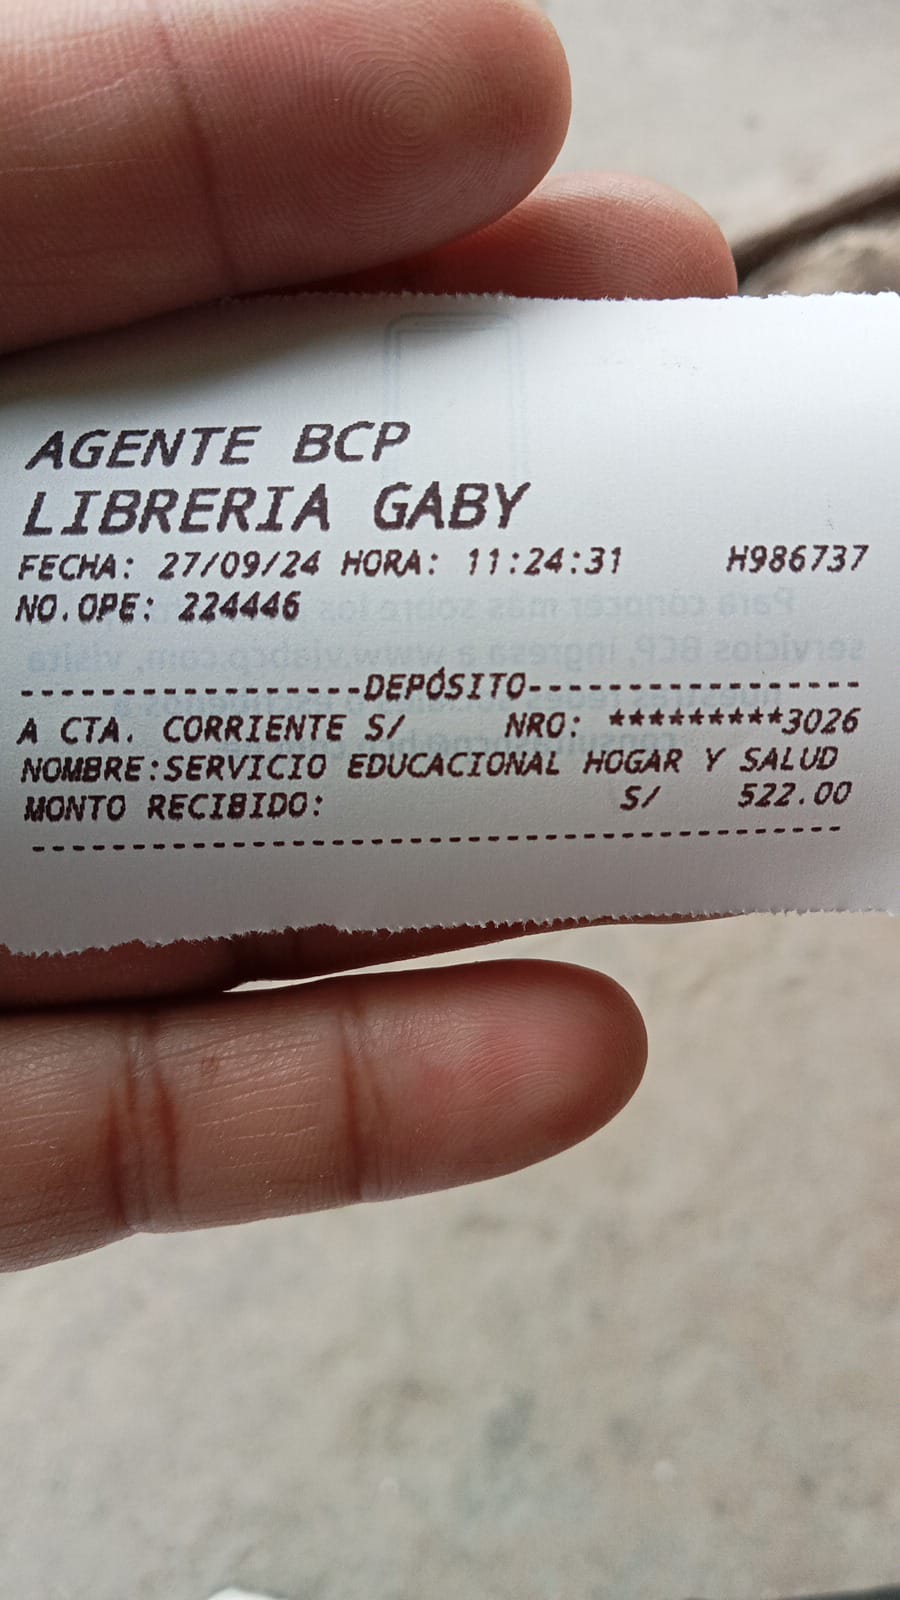 AGENTE BCP
LIBRERIA GABY
FECHA: 27/09/24 HORA: 11:24:31 H986737
NO.OPE: 224446
-----------------DEPÓSITO-----------------
A CTA. CORRIENTE S/ NRO: *********3026
NOMBRE:SERVICIO EDUCACIONAL HOGAR Y SALUD
MONTO RECIBIDO: S/ 522.00